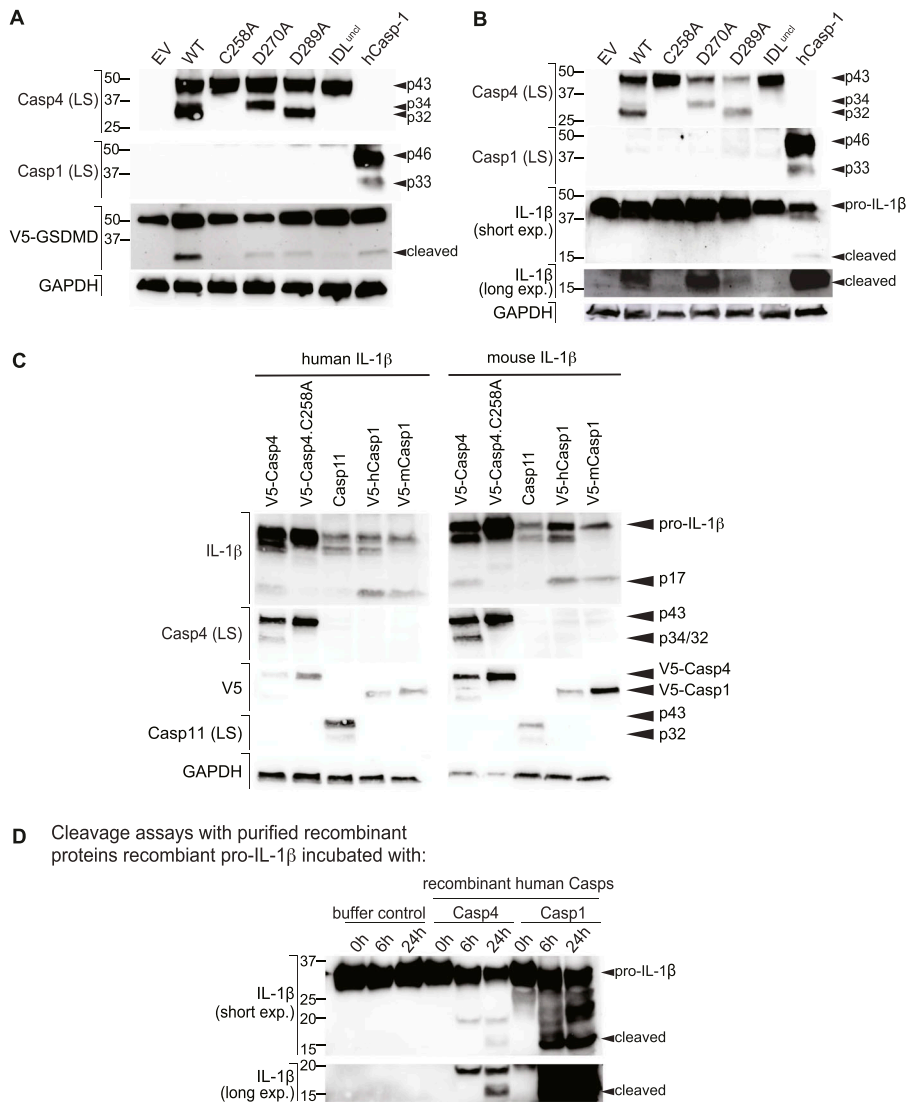 A
EV WT C258A D270A D289A IDLuncl hCasp-1
Casp4 (LS) 50 37 25 p43 p34 p32
Casp1 (LS) 50 37 p46 p33
V5-GSDMD 50 37 cleaved
GAPDH
B
EV WT C258A D270A D289A IDLuncl hCasp-1
Casp4 (LS) 50 37 25 p43 p34 p32
Casp1 (LS) 50 37 p46 p33
IL-1β (short exp.) 50 37 15 pro-IL-1β cleaved
IL-1β (long exp.) 15 cleaved
GAPDH
C
human IL-1β mouse IL-1β
V5-Casp4 V5-Casp4.C258A Casp11 V5-hCasp1 V5-mCasp1 V5-Casp4 V5-Casp4.C258A Casp11 V5-hCasp1 V5-mCasp1
IL-1β pro-IL-1β p17
Casp4 (LS) p43 p34/32
V5 V5-Casp4 V5-Casp1
Casp11 (LS) p43 p32
GAPDH
D Cleavage assays with purified recombinant
proteins recombiant pro-IL-1β incubated with:
recombinant human Casps
buffer control Casp4 Casp1
0h 6h 24h 0h 6h 24h 0h 6h 24h
IL-1β (short exp.) 37 25 20 15 pro-IL-1β cleaved
IL-1β (long exp.) 20 15 cleaved